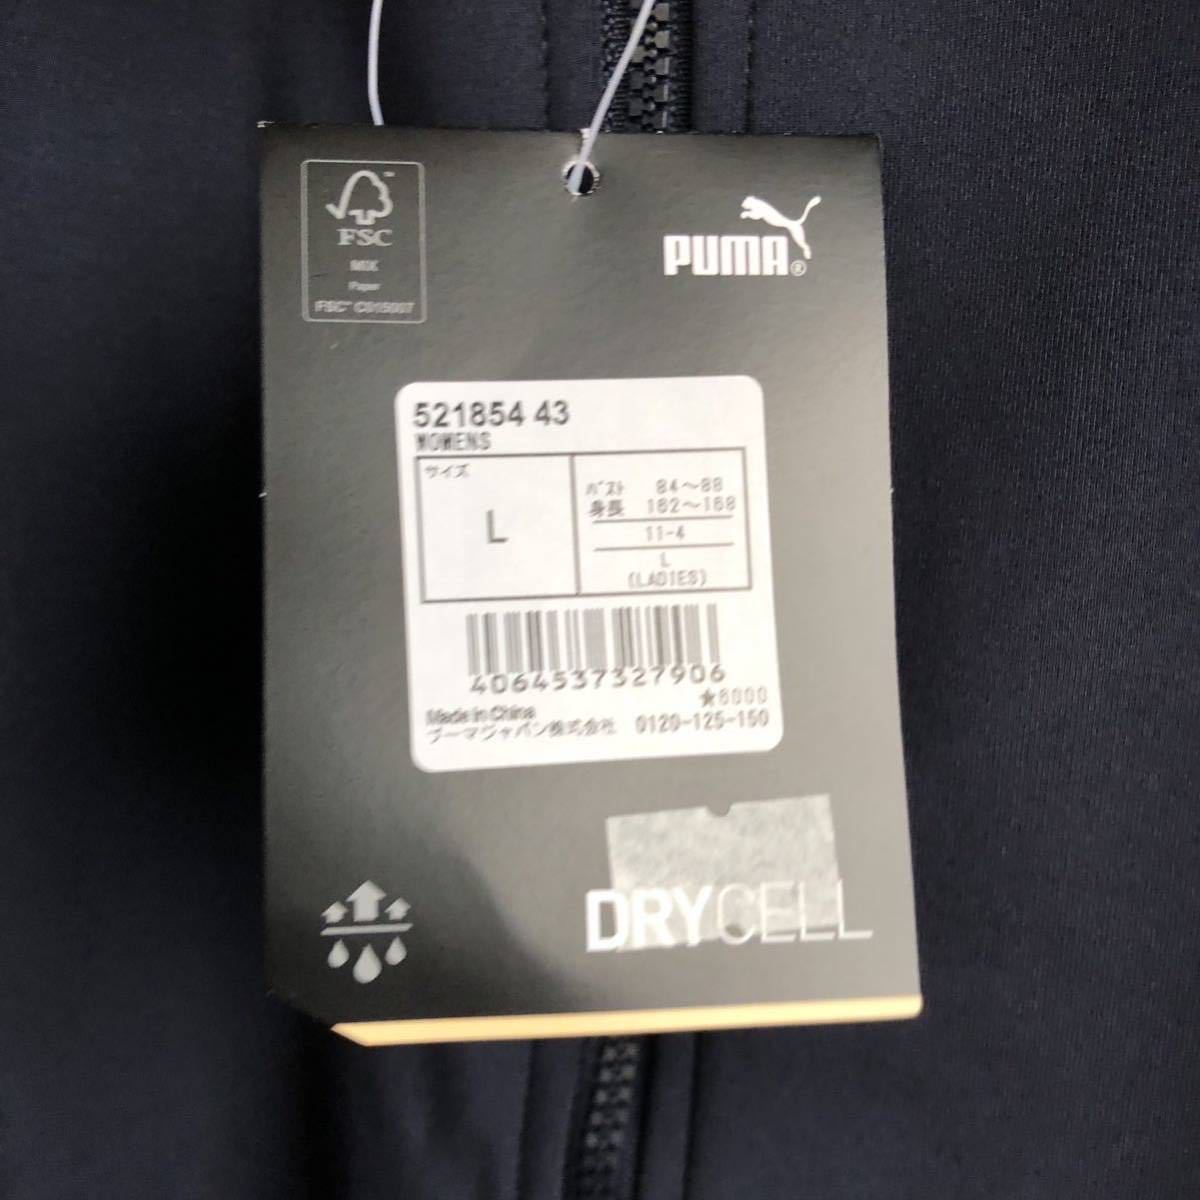 FSC
MIX
Paper
FSC™ C015007
PUMA®
521854 43
WOMENS
サイズ
L
バスト 84～88
身長 162～168
11-4
L
(LADIES)
4064537327906
★6000
Made in China
プーマジャパン株式会社 0120-125-150
DRYCELL